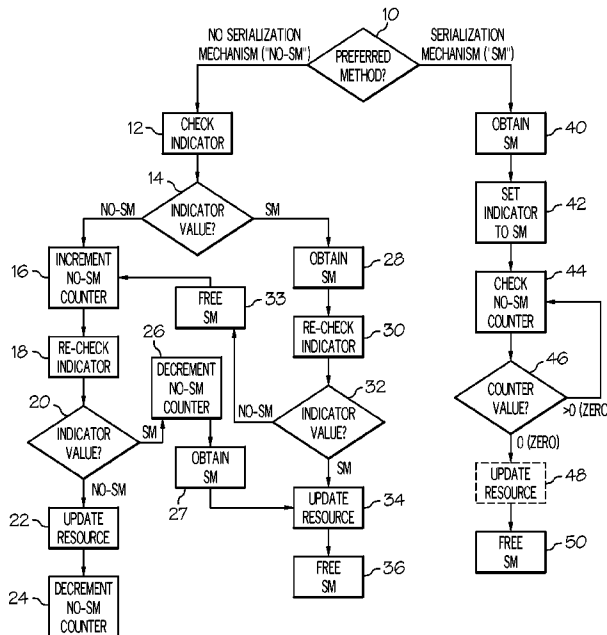 10
NO SERIALIZATION
MECHANISM ("NO-SM")
PREFERRED
METHOD?
SERIALIZATION
MECHANISM ("SM")
12
CHECK
INDICATOR
14
INDICATOR
VALUE?
NO-SM
SM
16
INCREMENT
NO-SM
COUNTER
18
RE-CHECK
INDICATOR
20
INDICATOR
VALUE?
SM
NO-SM
22
UPDATE
RESOURCE
24
DECREMENT
NO-SM
COUNTER
26
DECREMENT
NO-SM
COUNTER
OBTAIN
SM
27
OBTAIN
SM
28
FREE
SM
33
RE-CHECK
INDICATOR
30
32
INDICATOR
VALUE?
NO-SM
SM
UPDATE
RESOURCE
34
FREE
SM
36
OBTAIN
SM
40
SET
INDICATOR
TO SM
42
44
CHECK
NO-SM
COUNTER
46
COUNTER
VALUE?
>0 (ZERO)
0 (ZERO)
UPDATE
RESOURCE
48
FREE
SM
50